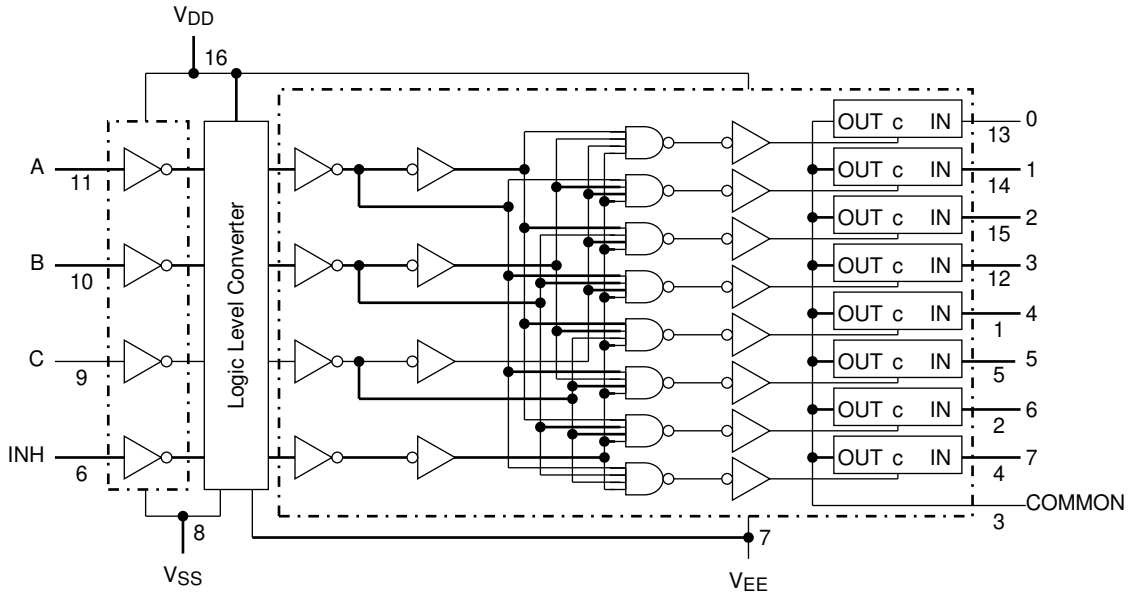 VDD
16
OUT c IN
0
13
A
11
OUT c IN
1
14
OUT c IN
2
15
B
10
OUT c IN
3
12
Logic Level Converter
OUT c IN
4
1
C
9
OUT c IN
5
5
OUT c IN
6
2
INH
6
OUT c IN
7
4
COMMON
3
8
7
VSS
VEE